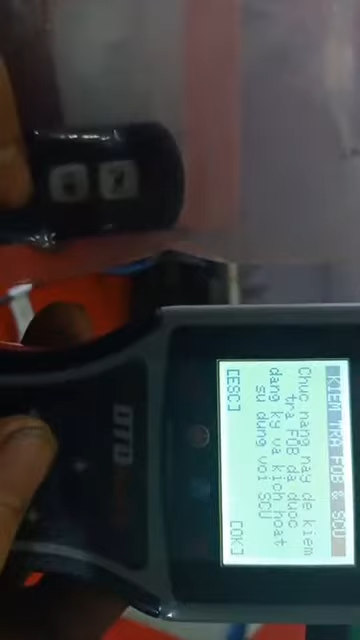 KIEM TRA FOB & SCU
Chuc nang nay de kiem
tra FOB da duoc
dang ky va kich hoat
su dung voi SCU
[ESC] [OK]